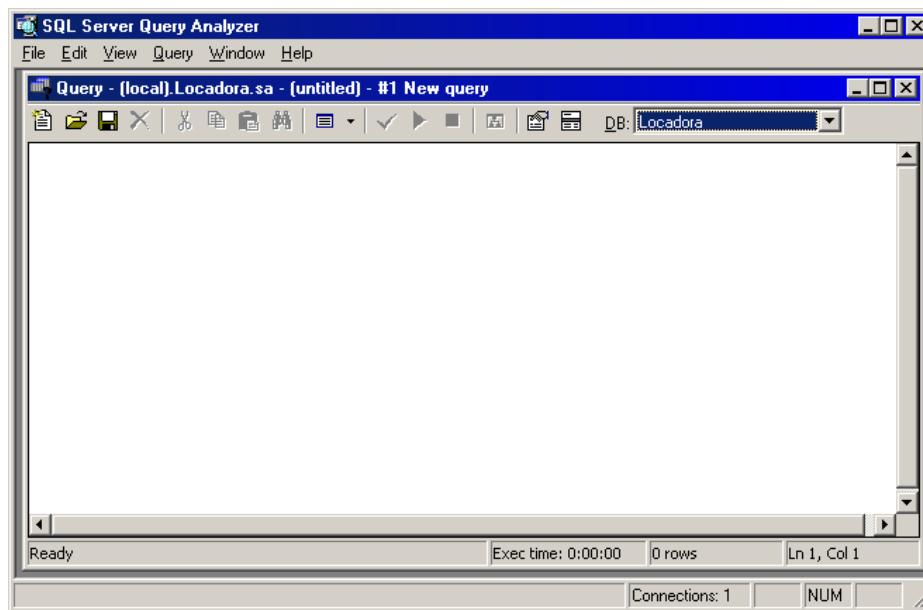 SQL Server Query Analyzer
File Edit View Query Window Help
Query - (local).Locadora.sa - (untitled) - #1 New query
DB: Locadora
Ready Exec time: 0:00:00 0 rows Ln 1, Col 1
Connections: 1 NUM